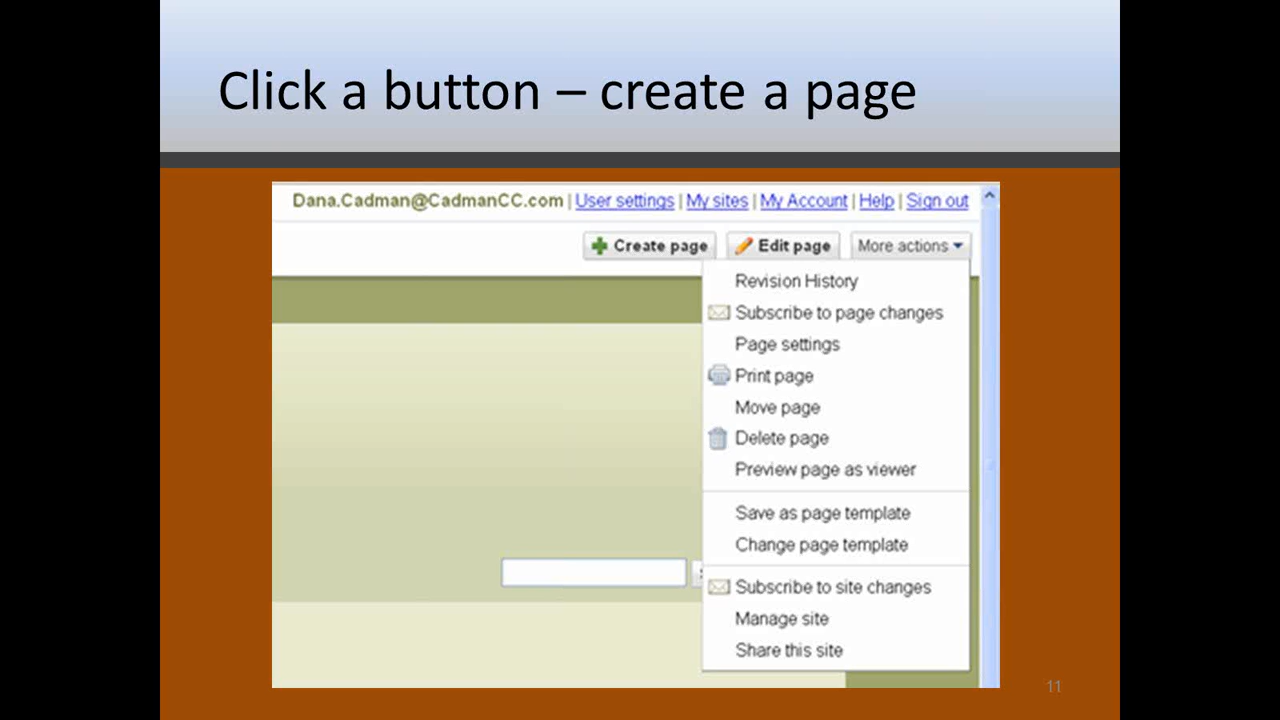 Click a button – create a page
Dana.Cadman@CadmanCC.com | User settings | My sites | My Account | Help | Sign out
Create page Edit page More actions
Revision History
Subscribe to page changes
Page settings
Print page
Move page
Delete page
Preview page as viewer
Save as page template
Change page template
Subscribe to site changes
Manage site
Share this site
11